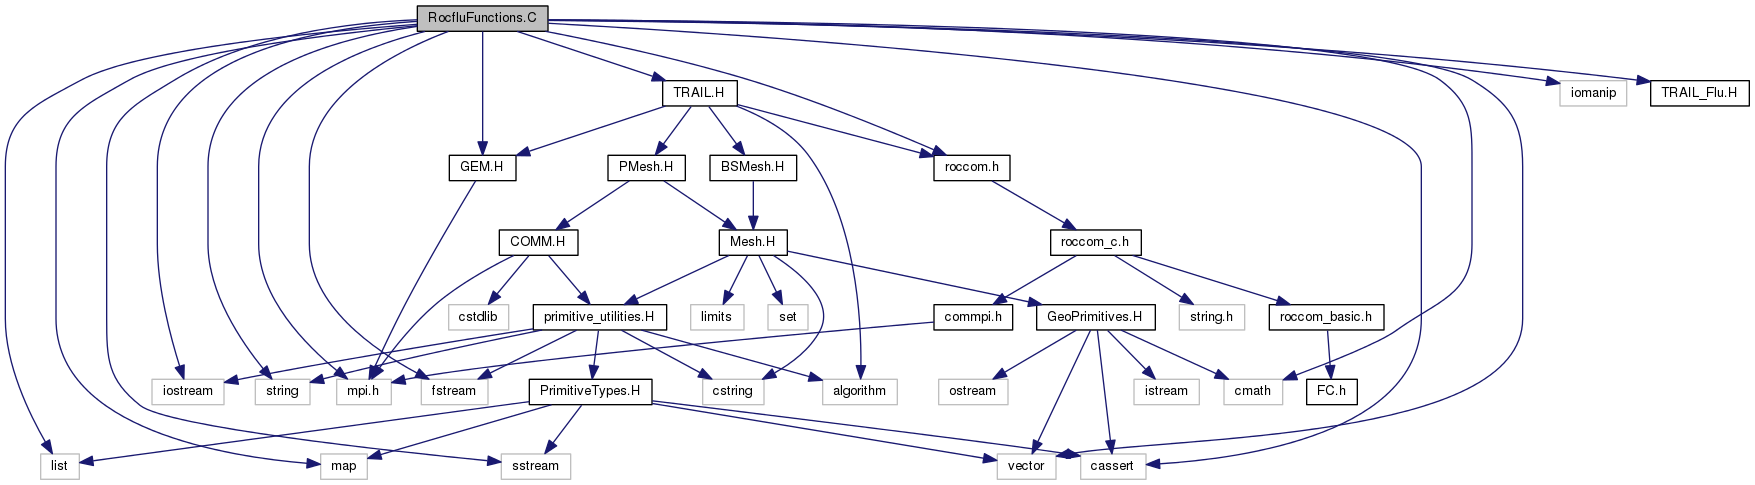 RocfluFunctions.C
TRAIL.H
iomanip
TRAIL_Flu.H
GEM.H
PMesh.H
BSMesh.H
roccom.h
COMM.H
Mesh.H
roccom_c.h
cstdlib
primitive_utilities.H
limits
set
commpi.h
GeoPrimitives.H
string.h
roccom_basic.h
iostream
string
mpi.h
fstream
PrimitiveTypes.H
cstring
algorithm
ostream
istream
cmath
FC.h
list
map
sstream
vector
cassert